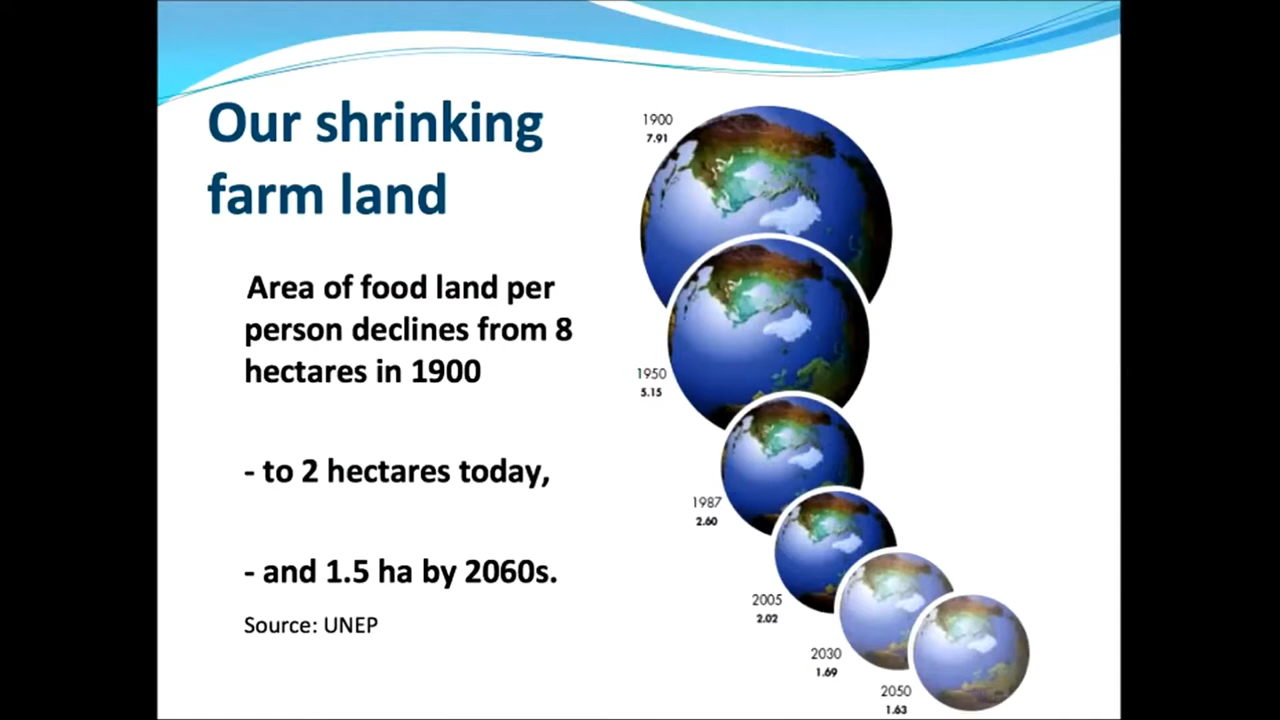 Our shrinking
farm land
Area of food land per
person declines from 8
hectares in 1900
- to 2 hectares today,
- and 1.5 ha by 2060s.
Source: UNEP
1900
7.91
1950
5.15
1987
2.60
2005
2.02
2030
1.69
2050
1.63